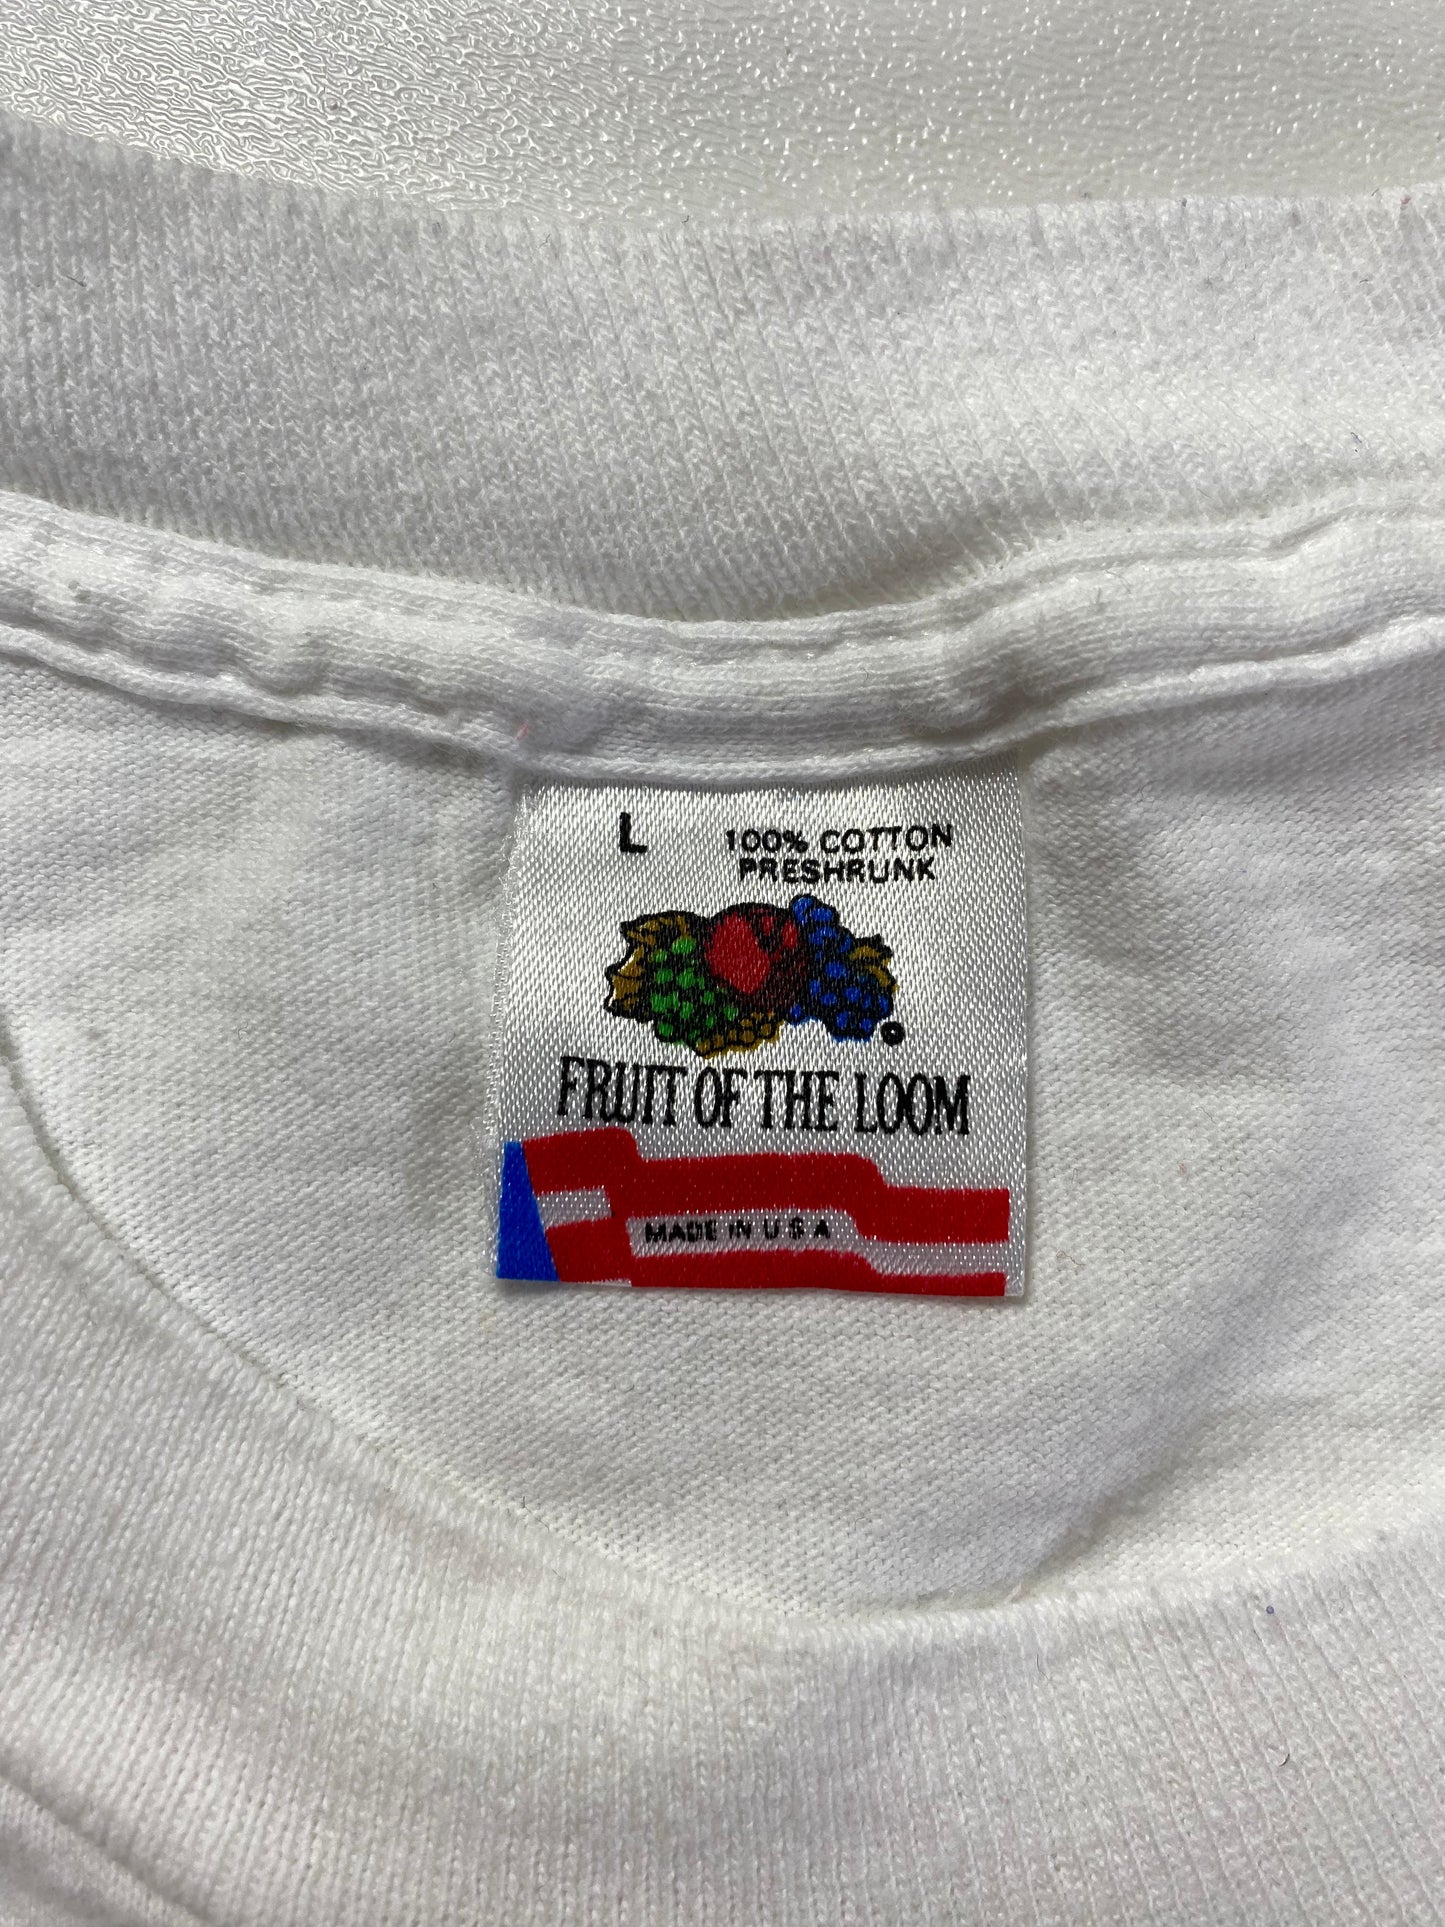 L
100% COTTON
PRESHRUNK
®
FRUIT OF THE LOOM
MADE IN U S A